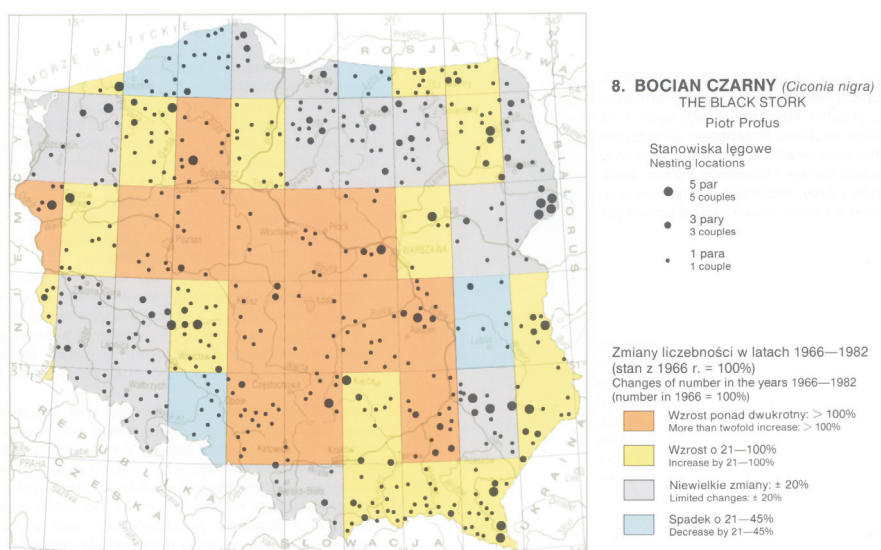 MORZE BAŁTYCKIE
ROSJA
LITWA
Gdańsk
BIAŁORUŚ
NIEMCY
Poznań
Włocławek
Płock
WARSZAWA
Łódź
Lublin
Wałbrzych
Opole
Częstochowa
Katowice
Kraków
Kielce
REPUBLIKA
CZESKA
PRAHA
SŁOWACJA
UKRAINA
8. BOCIAN CZARNY (Ciconia nigra)
THE BLACK STORK
Piotr Profus
Stanowiska lęgowe
Nesting locations
5 par
5 couples
3 pary
3 couples
1 para
1 couple
Zmiany liczebności w latach 1966—1982
(stan z 1966 r. = 100%)
Changes of number in the years 1966—1982
(number in 1966 = 100%)
Wzrost ponad dwukrotny: > 100%
More than twofold increase: > 100%
Wzrost o 21—100%
Increase by 21—100%
Niewielkie zmiany: ± 20%
Limited changes: ± 20%
Spadek o 21—45%
Decrease by 21—45%